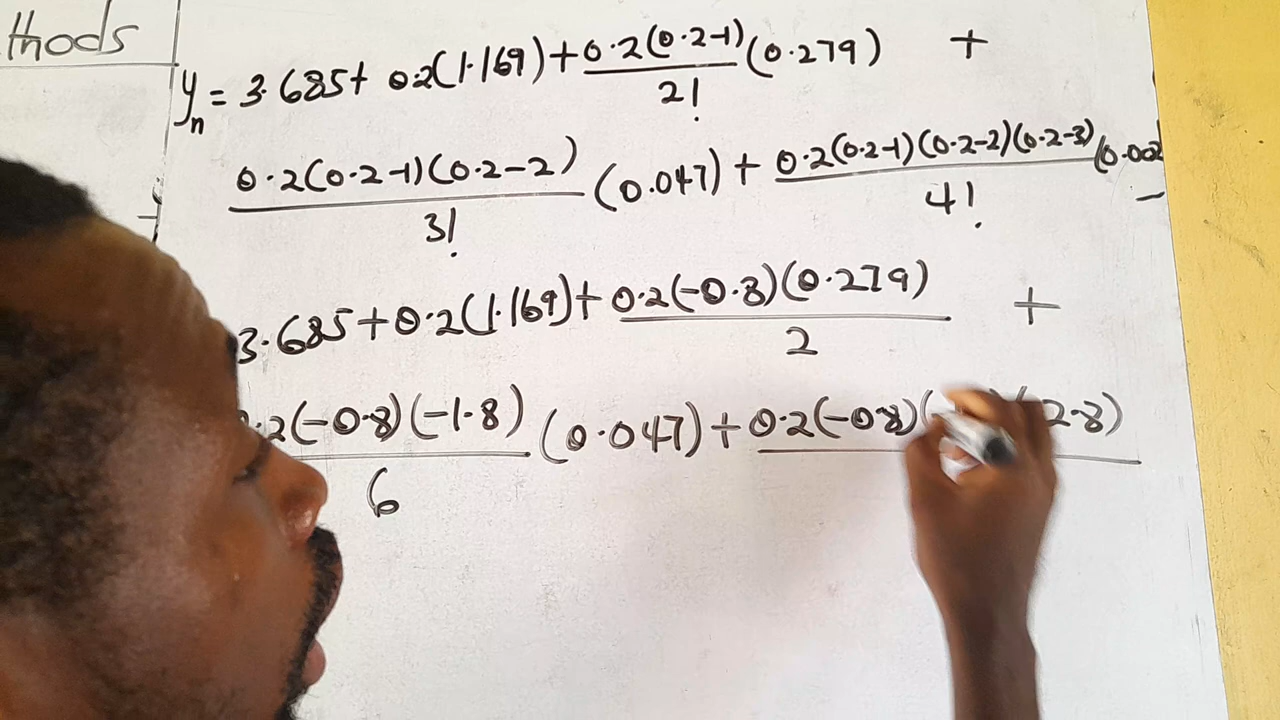 thods
yₙ = 3.685 + 0.2(1.169) + 0.2(0.2-1)/2! (0.279) +
0.2(0.2-1)(0.2-2)/3! (0.047) + 0.2(0.2-1)(0.2-2)(0.2-3)/4! (0.002
3.685 + 0.2(1.169) + 0.2(-0.8)(0.279)/2 +
.2(-0.8)(-1.8)/6 (0.047) + 0.2(-0.8)( 2.8)